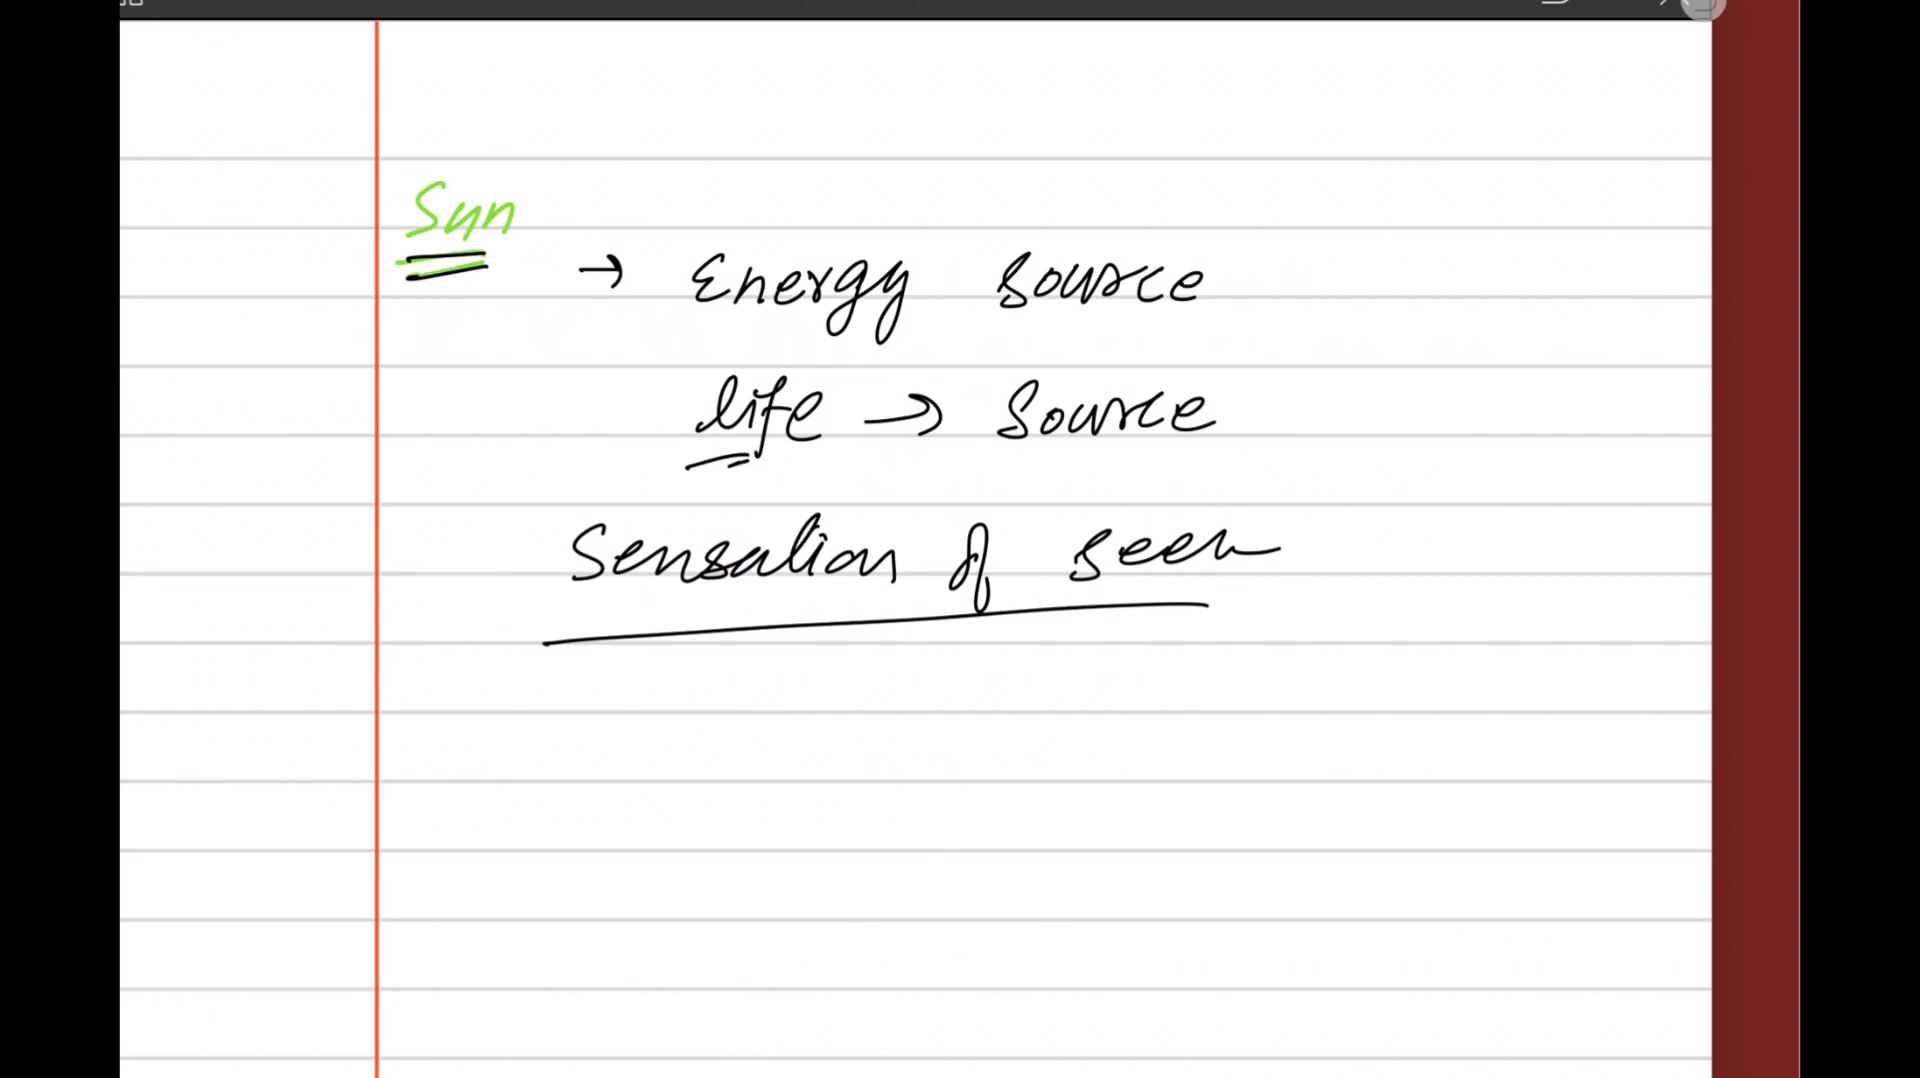 Sun
→ Energy source
life → source
Sensation of seen